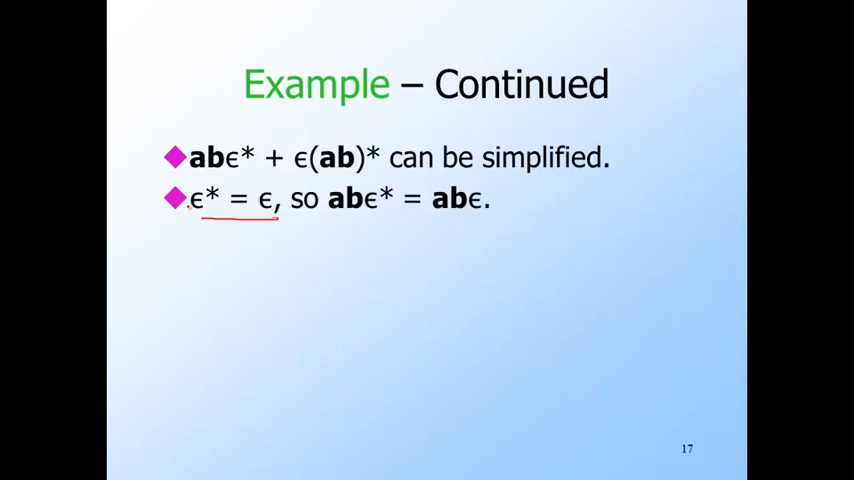 Example – Continued
abϵ* + ϵ(ab)* can be simplified.
ϵ* = ϵ, so abϵ* = abϵ.
17